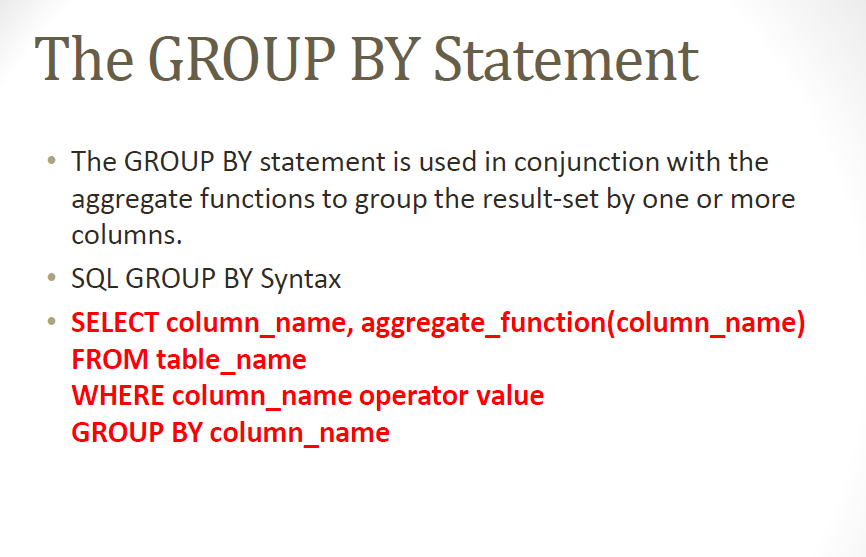 The GROUP BY Statement
• The GROUP BY statement is used in conjunction with the
aggregate functions to group the result-set by one or more
columns.
• SQL GROUP BY Syntax
• SELECT column_name, aggregate_function(column_name)
FROM table_name
WHERE column_name operator value
GROUP BY column_name